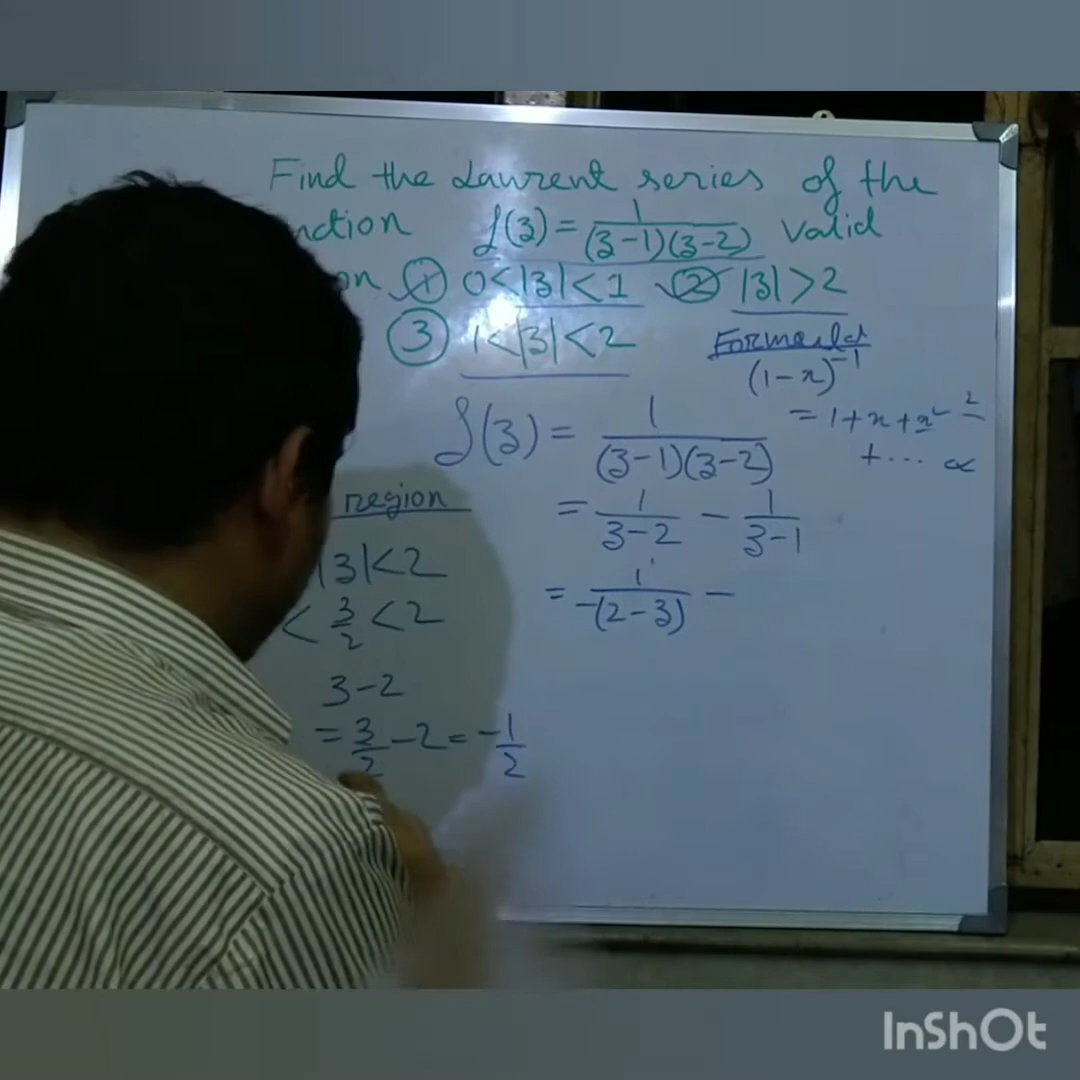 Find the Laurent series of the
nction f(z) = 1/((z-1)(z-2)) valid
on ① 0<|z|<1 ② |z|>2
③ 1<|z|<2 Formula
(1-x)⁻¹
= 1+x+x²
+... ∝
f(z) = 1/((z-1)(z-2))
= 1/(z-2) - 1/(z-1)
= 1/(-(2-z)) -
region
|z|<2
< 3/2 <2
z-2
= 3/2 - 2 = -1/2
InShOt